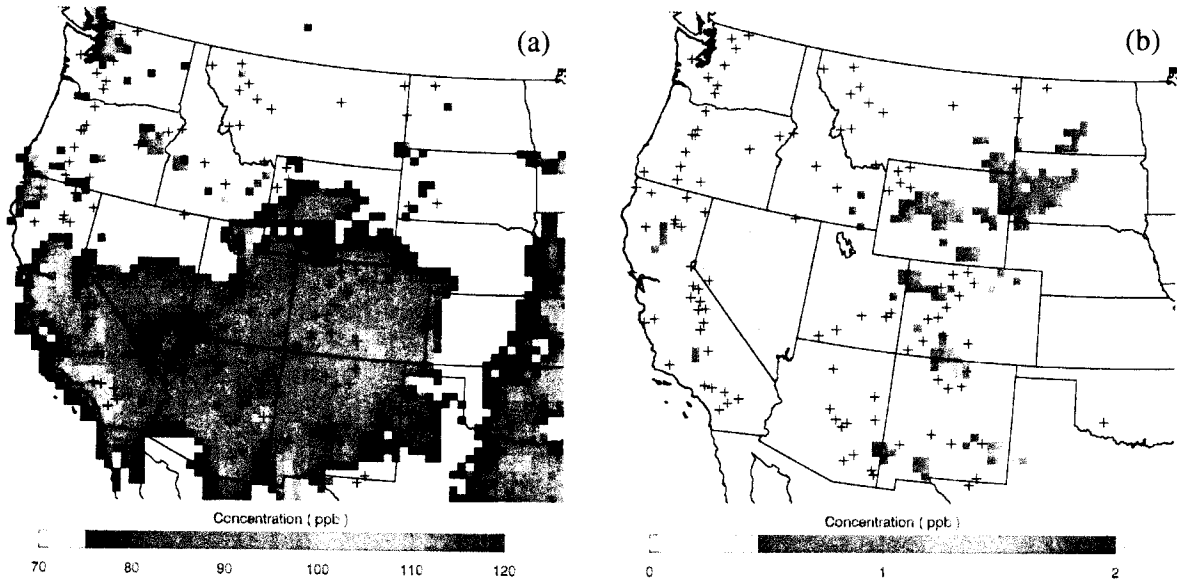 (a)
(b)
Concentration ( ppb )
70 80 90 100 110 120
Concentration ( ppb )
0 1 2